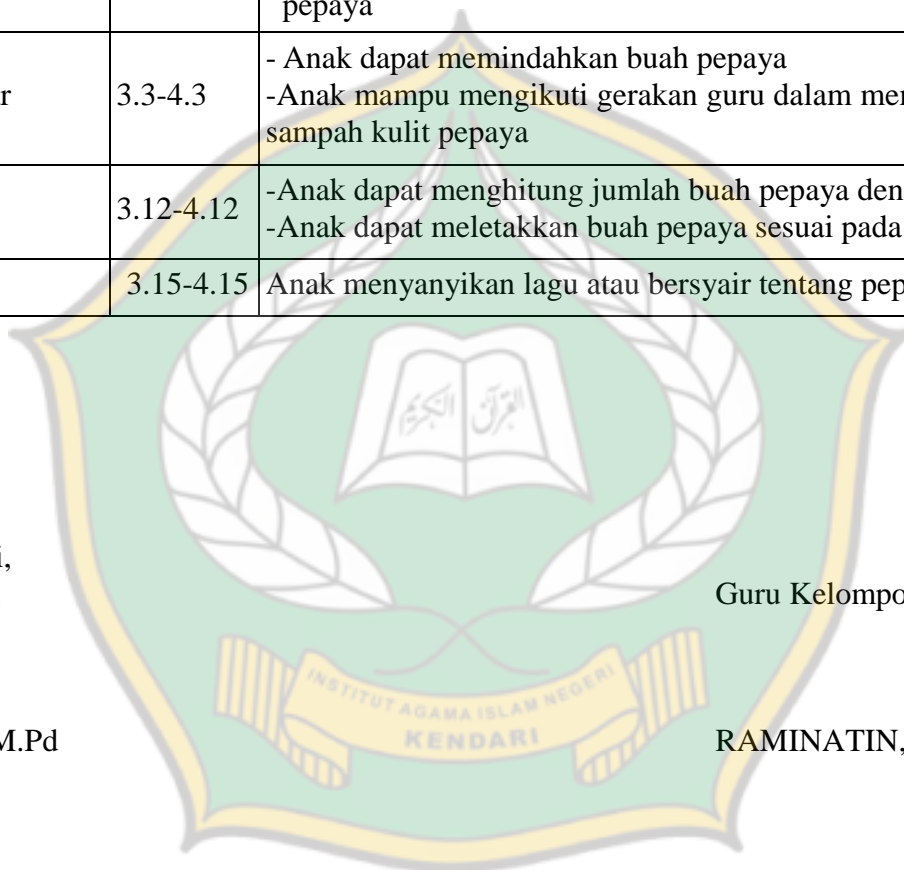 pepaya
r
3.3-4.3
- Anak dapat memindahkan buah pepaya
-Anak mampu mengikuti gerakan guru dalam mem
sampah kulit pepaya
3.12-4.12
-Anak dapat menghitung jumlah buah pepaya den
-Anak dapat meletakkan buah pepaya sesuai pada
3.15-4.15
Anak menyanyikan lagu atau bersyair tentang pep
القرآن الكريم
i,
Guru Kelompo
INSTITUT AGAMA ISLAM NEGERI
KENDARI
M.Pd
RAMINATIN,